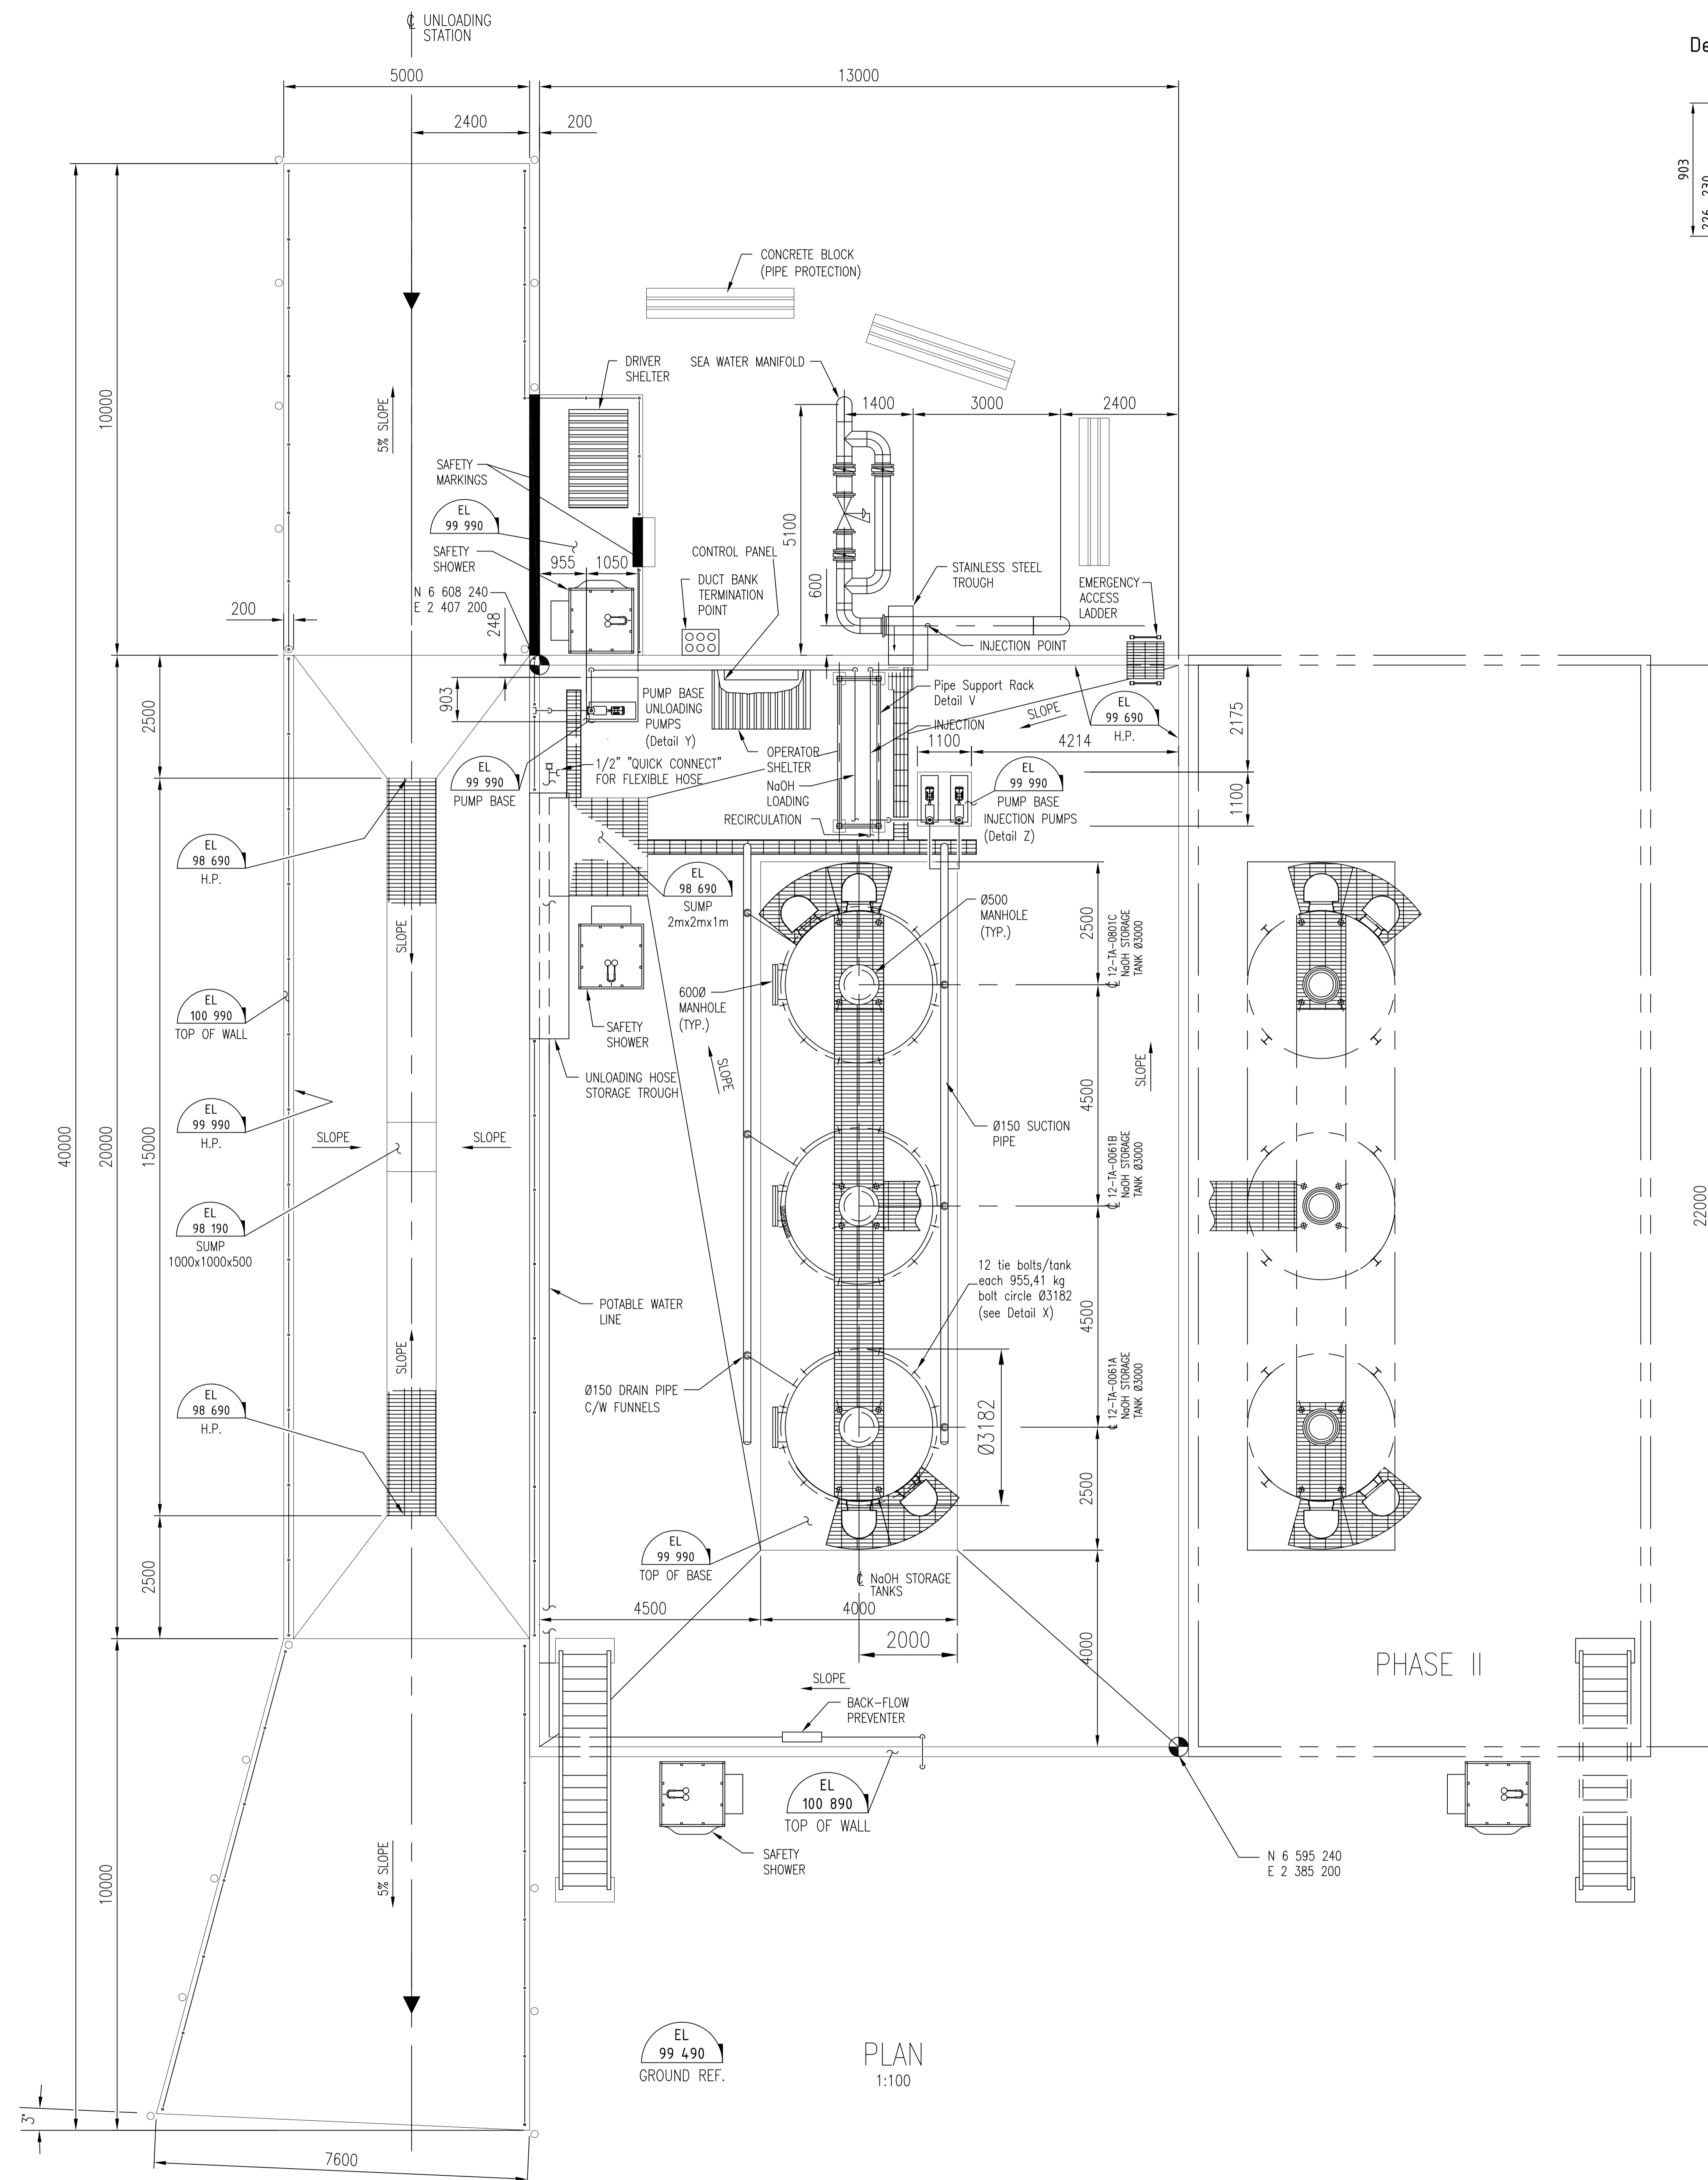 ℄ UNLOADING
STATION
De
5000
13000
2400
200
903
226 230
40000
10000
5% SLOPE
CONCRETE BLOCK
(PIPE PROTECTION)
DRIVER
SHELTER
SEA WATER MANIFOLD
1400
3000
2400
SAFETY
MARKINGS
EL
99 990
SAFETY
SHOWER
955
1050
5100
600
CONTROL PANEL
DUCT BANK
TERMINATION
POINT
STAINLESS STEEL
TROUGH
EMERGENCY
ACCESS
LADDER
N 6 608 240
E 2 407 200
200
248
INJECTION POINT
903
2500
PUMP BASE
UNLOADING
PUMPS
(Detail Y)
Pipe Support Rack
Detail V
INJECTION
SLOPE
EL
99 690
H.P.
2175
1100
4214
1100
OPERATOR
SHELTER
NaOH
LOADING
RECIRCULATION
EL
99 990
PUMP BASE
1/2" "QUICK CONNECT"
FOR FLEXIBLE HOSE
EL
99 990
PUMP BASE
INJECTION PUMPS
(Detail Z)
EL
98 690
H.P.
EL
98 690
SUMP
2mx2mx1m
SLOPE
Ø500
MANHOLE
(TYP.)
2500
℄ 12-TA-0801C
NaOH STORAGE
TANK Ø3000
EL
100 990
TOP OF WALL
600Ø
MANHOLE
(TYP.)
SAFETY
SHOWER
SLOPE
UNLOADING HOSE
STORAGE TROUGH
4500
SLOPE
EL
99 990
H.P.
20000
15000
SLOPE
SLOPE
Ø150 SUCTION
PIPE
℄ 12-TA-0061B
NaOH STORAGE
TANK Ø3000
EL
98 190
SUMP
1000x1000x500
22000
12 tie bolts/tank
each 955,41 kg
bolt circle Ø3182
(see Detail X)
POTABLE WATER
LINE
4500
SLOPE
EL
98 690
H.P.
Ø150 DRAIN PIPE
C/W FUNNELS
Ø3182
℄ 12-TA-0061A
NaOH STORAGE
TANK Ø3000
2500
2500
EL
99 990
TOP OF BASE
℄ NaOH STORAGE
TANKS
4500
4000
2000
4000
PHASE II
SLOPE
BACK-FLOW
PREVENTER
EL
100 890
TOP OF WALL
SAFETY
SHOWER
N 6 595 240
E 2 385 200
10000
5% SLOPE
EL
99 490
GROUND REF.
PLAN
1:100
3°
7600